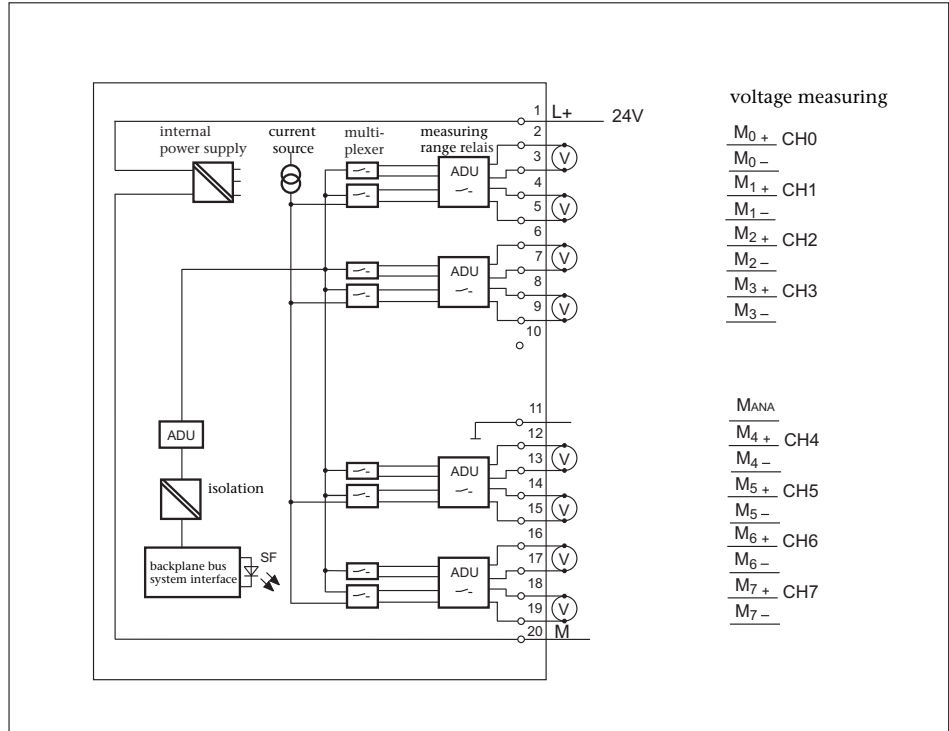 voltage measuring
1 L+ 24V
internal
power supply
current
source
multi-
plexer
measuring
range relais
2
3
4
5
6
7
8
9
10
11
12
13
14
15
16
17
18
19
20 M
ADU
V
V
ADU
V
V
ADU
V
V
ADU
V
V
ADU
isolation
backplane bus
system interface
SF
M0 + CH0
M0 –
M1 + CH1
M1 –
M2 + CH2
M2 –
M3 + CH3
M3 –
MANA
M4 + CH4
M4 –
M5 + CH5
M5 –
M6 + CH6
M6 –
M7 + CH7
M7 –